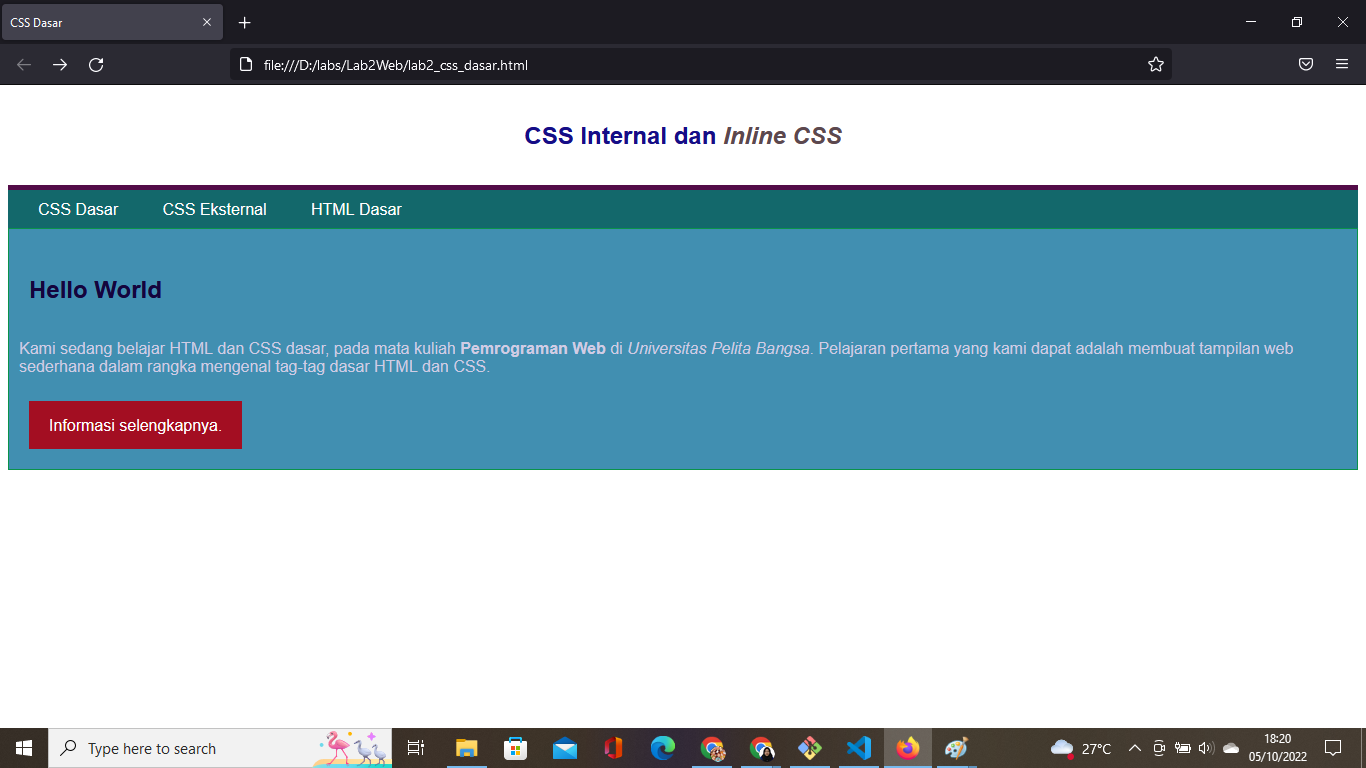 CSS Dasar
file:///D:/labs/Lab2Web/lab2_css_dasar.html
CSS Internal dan Inline CSS
CSS Dasar CSS Eksternal HTML Dasar
Hello World
Kami sedang belajar HTML dan CSS dasar, pada mata kuliah Pemrograman Web di Universitas Pelita Bangsa. Pelajaran pertama yang kami dapat adalah membuat tampilan web
sederhana dalam rangka mengenal tag-tag dasar HTML dan CSS.
Informasi selengkapnya.
Type here to search
27°C
18:20
05/10/2022